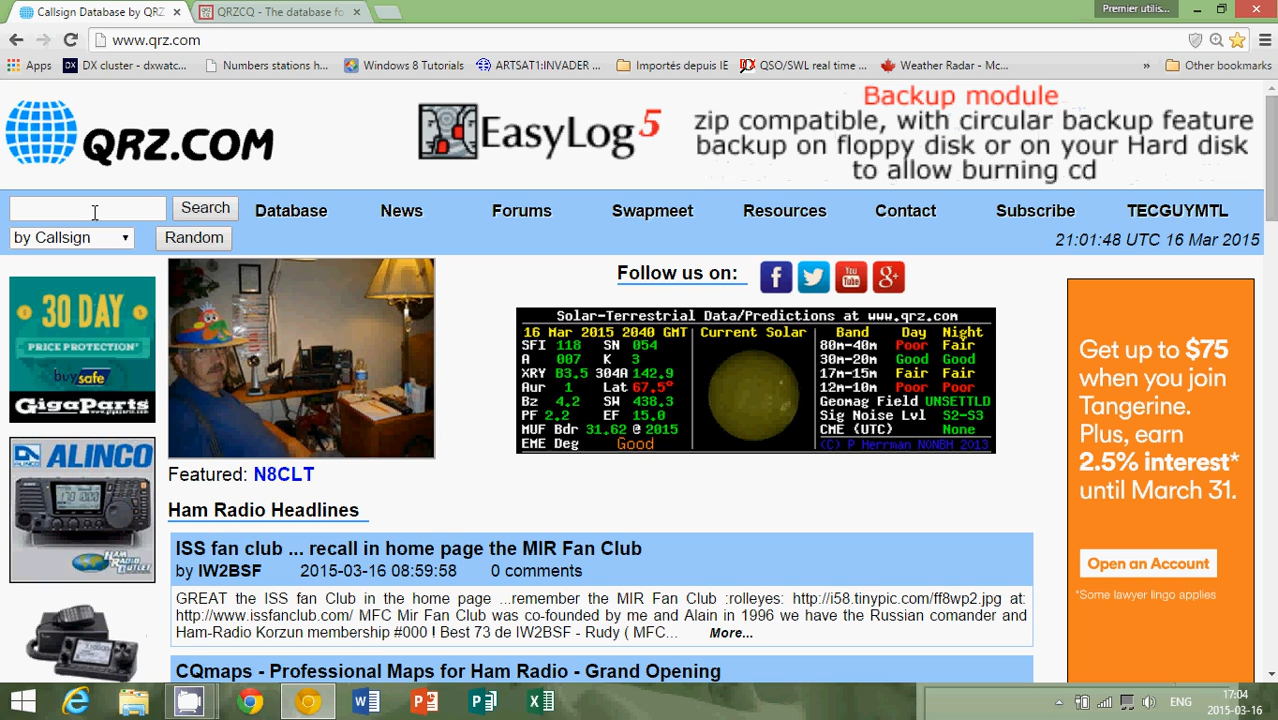 Callsign Database by QRZ
QRZCQ - The database fo
Premier utilis...
www.qrz.com
Apps
DX cluster - dxwatc...
Numbers stations h...
Windows 8 Tutorials
ARTSAT1:INVADER ...
Importés depuis IE
QSO/SWL real time ...
Weather Radar - Mc...
»
Other bookmarks
QRZ.COM
EasyLog 5
Backup module
zip compatible, with circular backup feature
backup on floppy disk or on your Hard disk
to allow burning cd
Search
Database
News
Forums
Swapmeet
Resources
Contact
Subscribe
TECGUYMTL
by Callsign
Random
21:01:48 UTC 16 Mar 2015
30 DAY
PRICE PROTECTION*
buySAFE
GigaParts
ALINCO
HAM RADIO OUTLET
Follow us on:
Solar-Terrestrial Data/Predictions at www.qrz.com
16 Mar 2015 2040 GMT
SFI 118 SN 054
A 007 K 3
XRY B3.5 304A 142.9
Aur 1 Lat 67.5°
Bz 4.2 SW 438.3
PF 2.2 EF 15.0
MUF Bdr 31.62 @ 2015
EME Deg Good
Current Solar
Band Day Night
80m-40m Poor Fair
30m-20m Good Good
17m-15m Fair Fair
12m-10m Poor Poor
Geomag Field UNSETTLD
Sig Noise Lvl S2-S3
CME (UTC) None
(C) P Herrman N0NBH 2013
Featured: N8CLT
Ham Radio Headlines
ISS fan club ... recall in home page the MIR Fan Club
by IW2BSF 2015-03-16 08:59:58 0 comments
GREAT the ISS fan Club in the home page ...remember the MIR Fan Club :rolleyes: http://i58.tinypic.com/ff8wp2.jpg at:
http://www.issfanclub.com/ MFC Mir Fan Club was co-founded by me and Alain in 1996 we have the Russian comander and
Ham-Radio Korzun membership #000 ! Best 73 de IW2BSF - Rudy ( MFC... More...
CQmaps - Professional Maps for Ham Radio - Grand Opening
Get up to $75
when you join
Tangerine.
Plus, earn
2.5% interest*
until March 31.
Open an Account
*Some lawyer lingo applies
ENG
17:04
2015-03-16